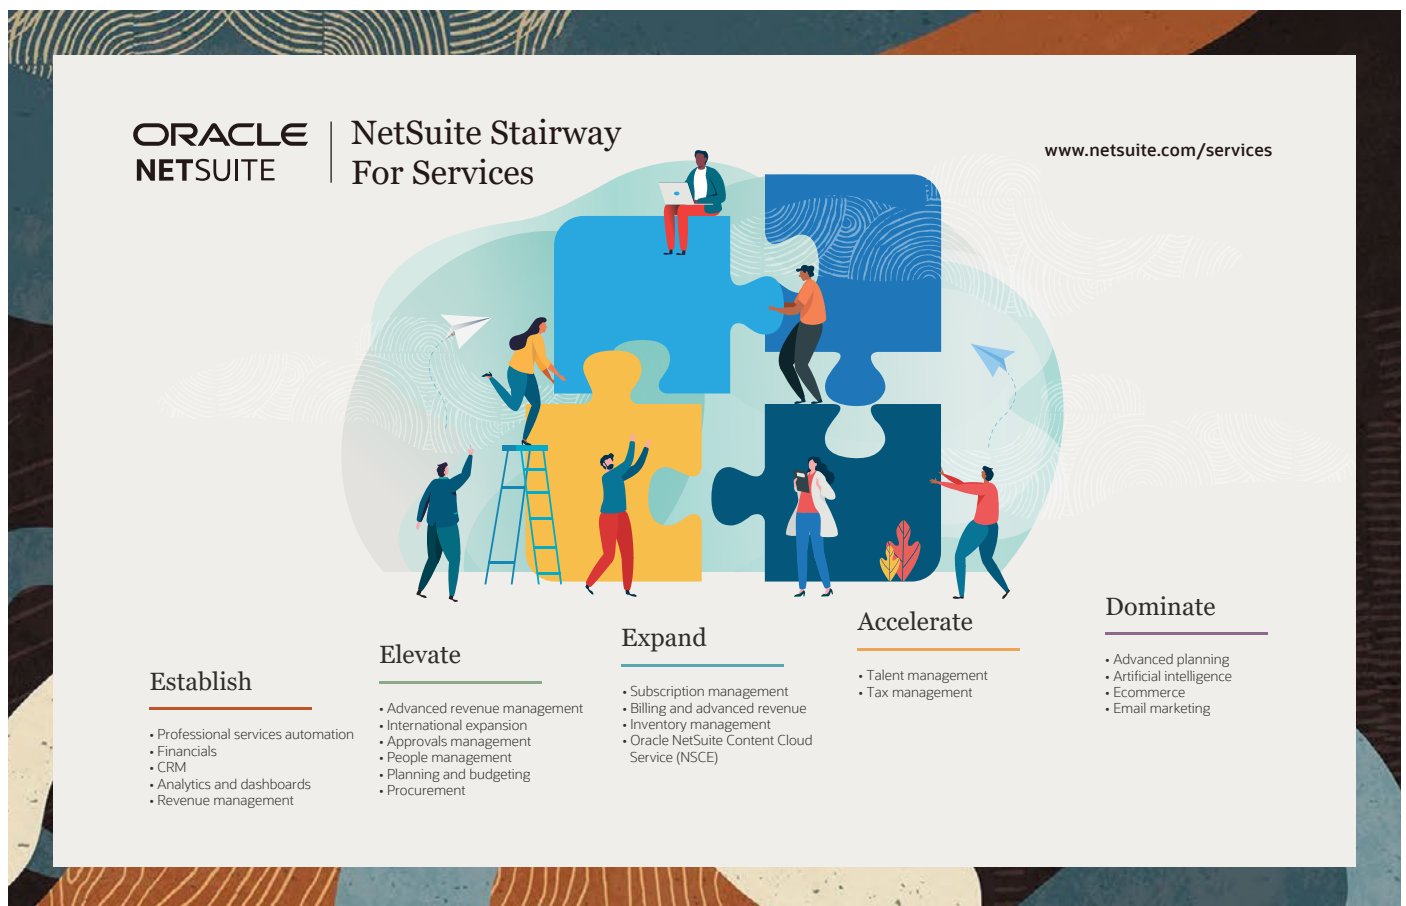 ORACLE
NETSUITE
NetSuite Stairway
For Services
www.netsuite.com/services
Establish
• Professional services automation
• Financials
• CRM
• Analytics and dashboards
• Revenue management
Elevate
• Advanced revenue management
• International expansion
• Approvals management
• People management
• Planning and budgeting
• Procurement
Expand
• Subscription management
• Billing and advanced revenue
• Inventory management
• Oracle NetSuite Content Cloud
Service (NSCE)
Accelerate
• Talent management
• Tax management
Dominate
• Advanced planning
• Artificial intelligence
• Ecommerce
• Email marketing